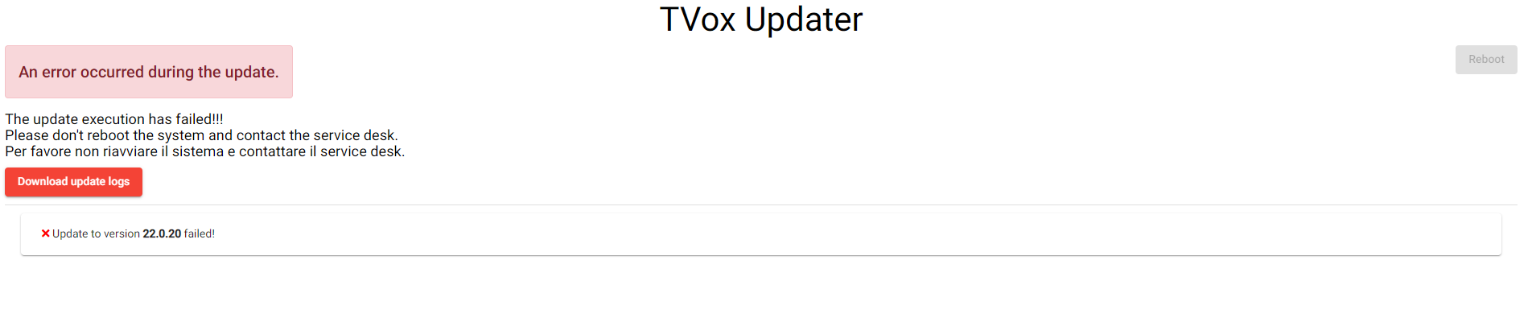 TVox Updater
An error occurred during the update.
Reboot
The update execution has failed!!!
Please don't reboot the system and contact the service desk.
Per favore non riavviare il sistema e contattare il service desk.
Download update logs
Update to version 22.0.20 failed!